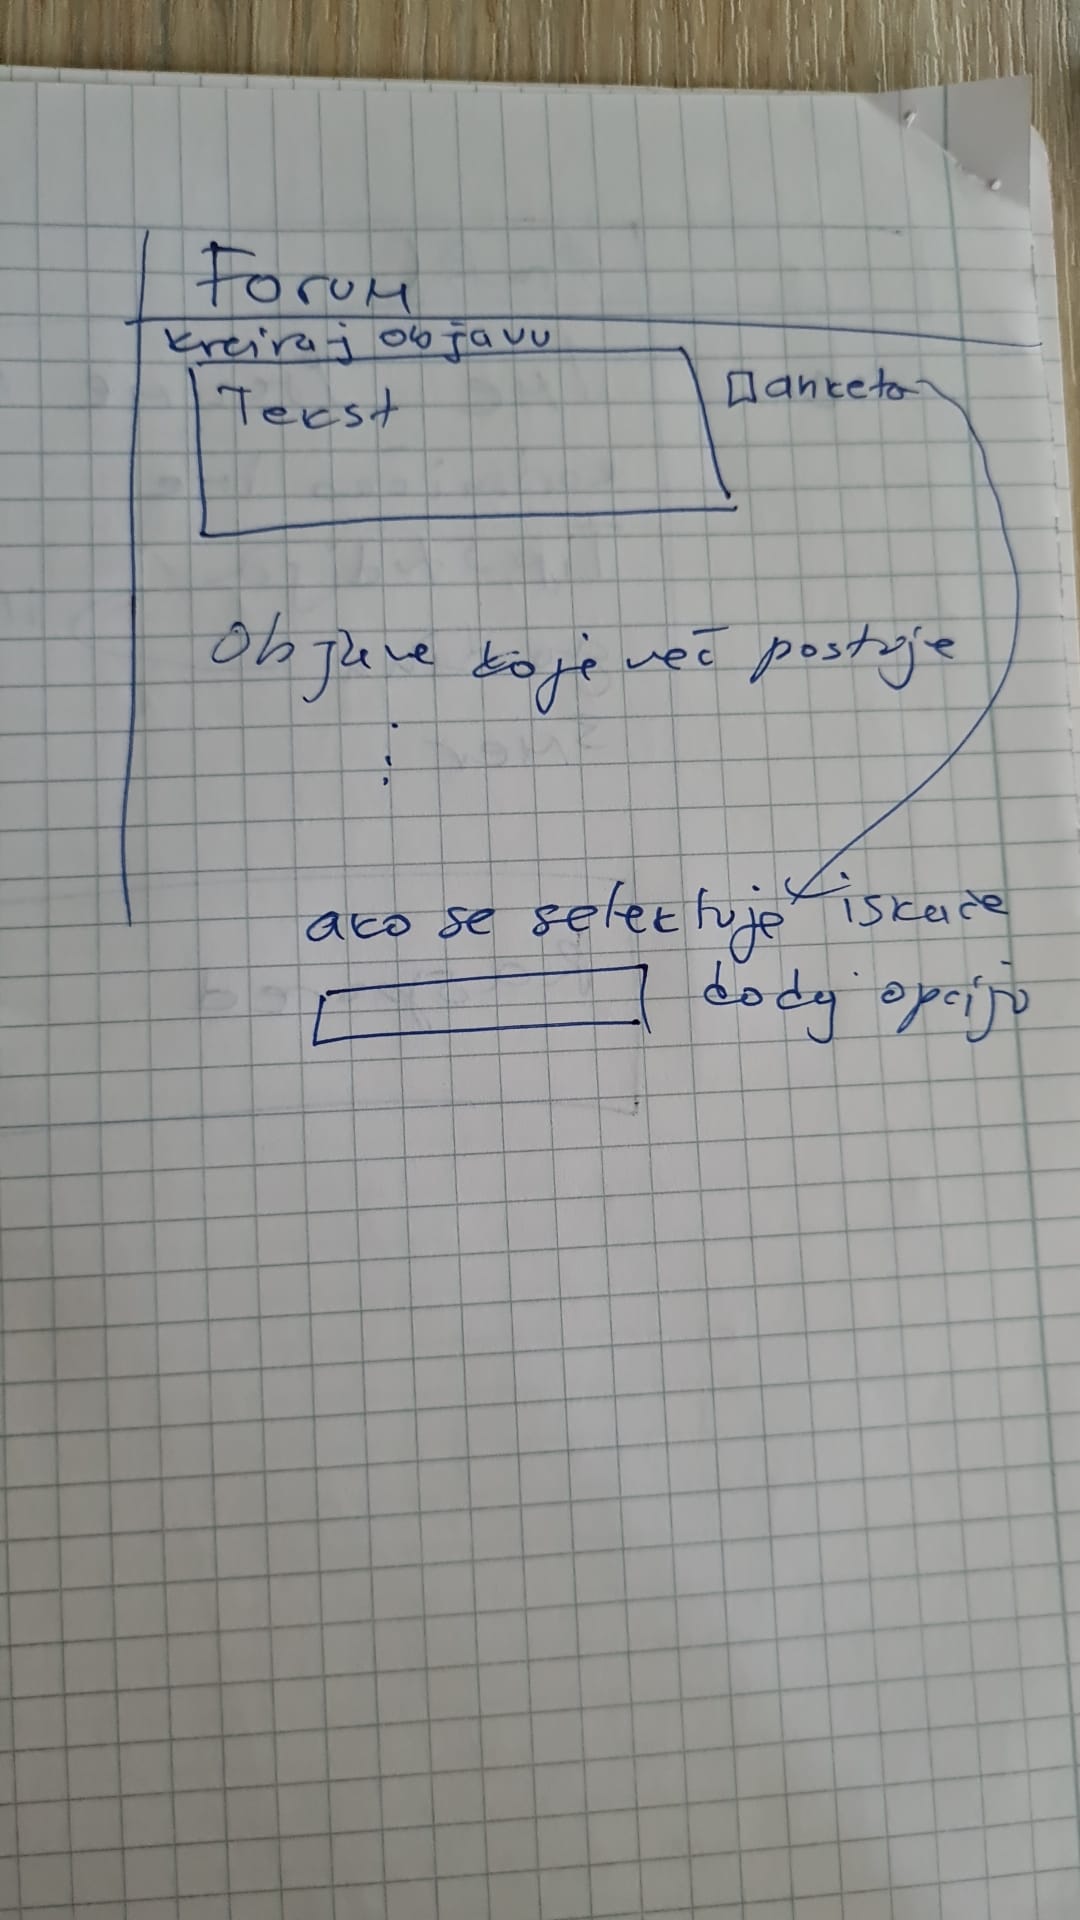 Forum
kreiraj objavu
Tekst
anketa
Objave koje već postoje
ako se selektuje iskače
dodaj opciju